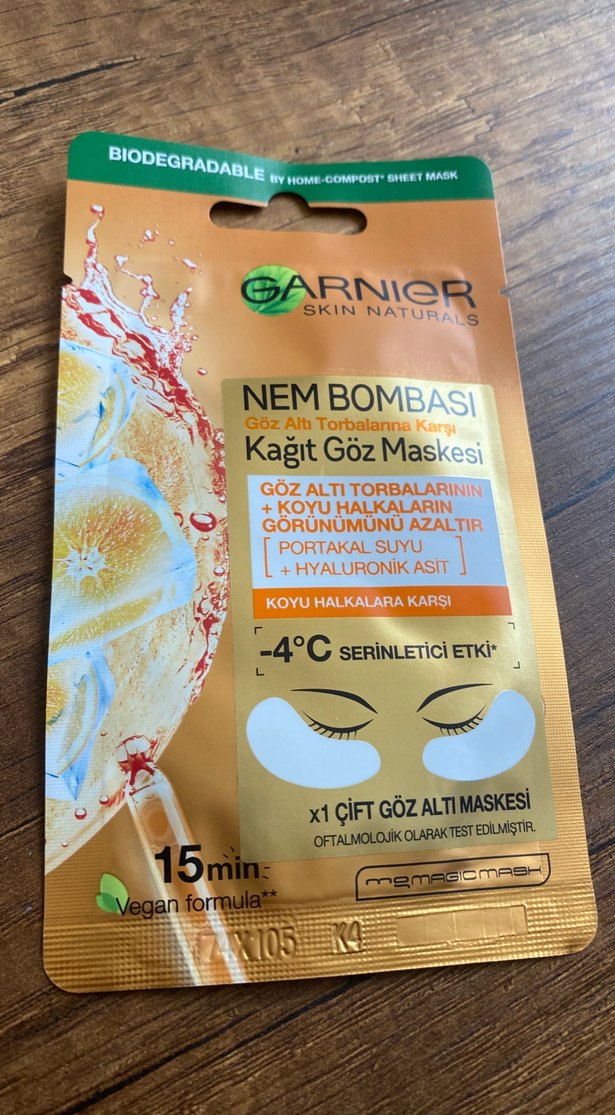 BIODEGRADABLE BY HOME-COMPOST* SHEET MASK
GARNIER
SKIN NATURALS
NEM BOMBASI
Göz Altı Torbalarına Karşı
Kağıt Göz Maskesi
GÖZ ALTI TORBALARININ
+ KOYU HALKALARIN
GÖRÜNÜMÜNÜ AZALTIR
[ PORTAKAL SUYU
+ HYALURONİK ASİT ]
KOYU HALKALARA KARŞI
-4°C SERİNLETİCİ ETKİ*
x1 ÇİFT GÖZ ALTI MASKESİ
OFTALMOLOJİK OLARAK TEST EDİLMİŞTİR.
15min
Vegan formula**
MAGIC MASK
X105 K4